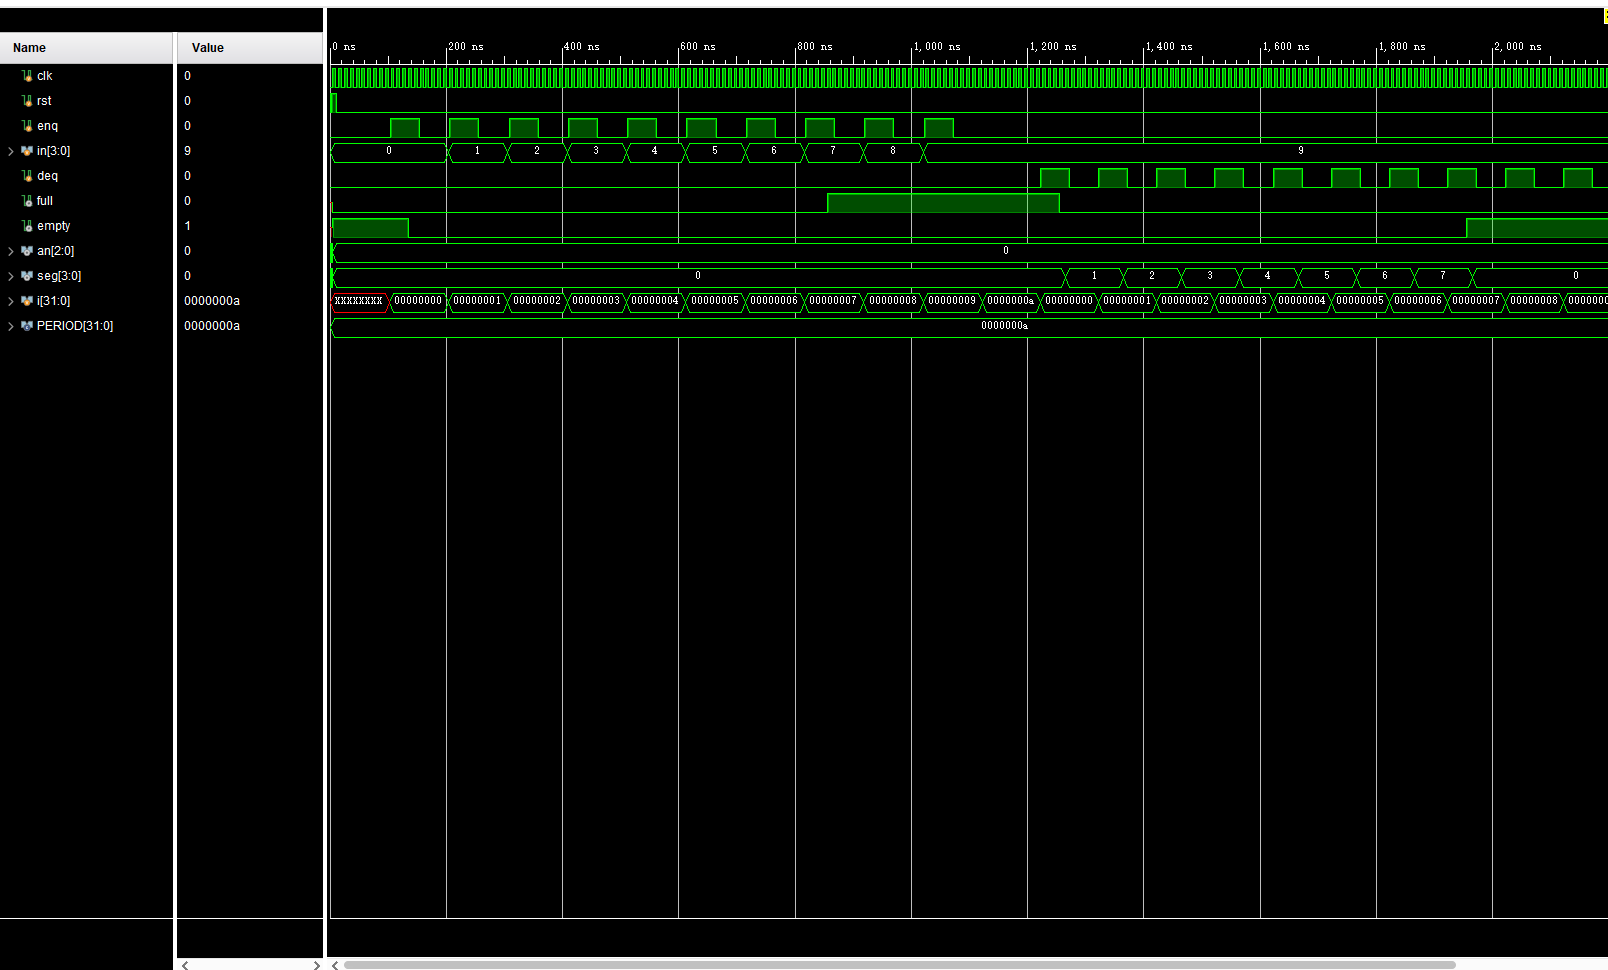 Name Value
0 ns 200 ns 400 ns 600 ns 800 ns 1,000 ns 1,200 ns 1,400 ns 1,600 ns 1,800 ns 2,000 ns
clk 0
rst 0
enq 0
in[3:0] 9 0 1 2 3 4 5 6 7 8 9
deq 0
full 0
empty 1
an[2:0] 0 0
seg[3:0] 0 0 1 2 3 4 5 6 7 0
i[31:0] 0000000a XXXXXXXX 00000000 00000001 00000002 00000003 00000004 00000005 00000006 00000007 00000008 00000009 0000000a 00000000 00000001 00000002 00000003 00000004 00000005 00000006 00000007 00000008 0000000
PERIOD[31:0] 0000000a 0000000a